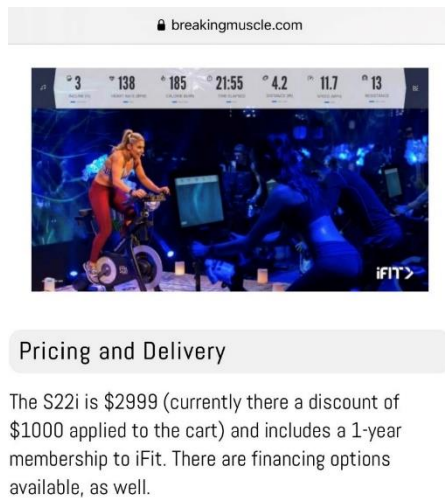 breakingmuscle.com
3 138 185 21:55 4.2 11.7 13
iFIT
Pricing and Delivery
The S22i is $2999 (currently there a discount of
$1000 applied to the cart) and includes a 1-year
membership to iFit. There are financing options
available, as well.